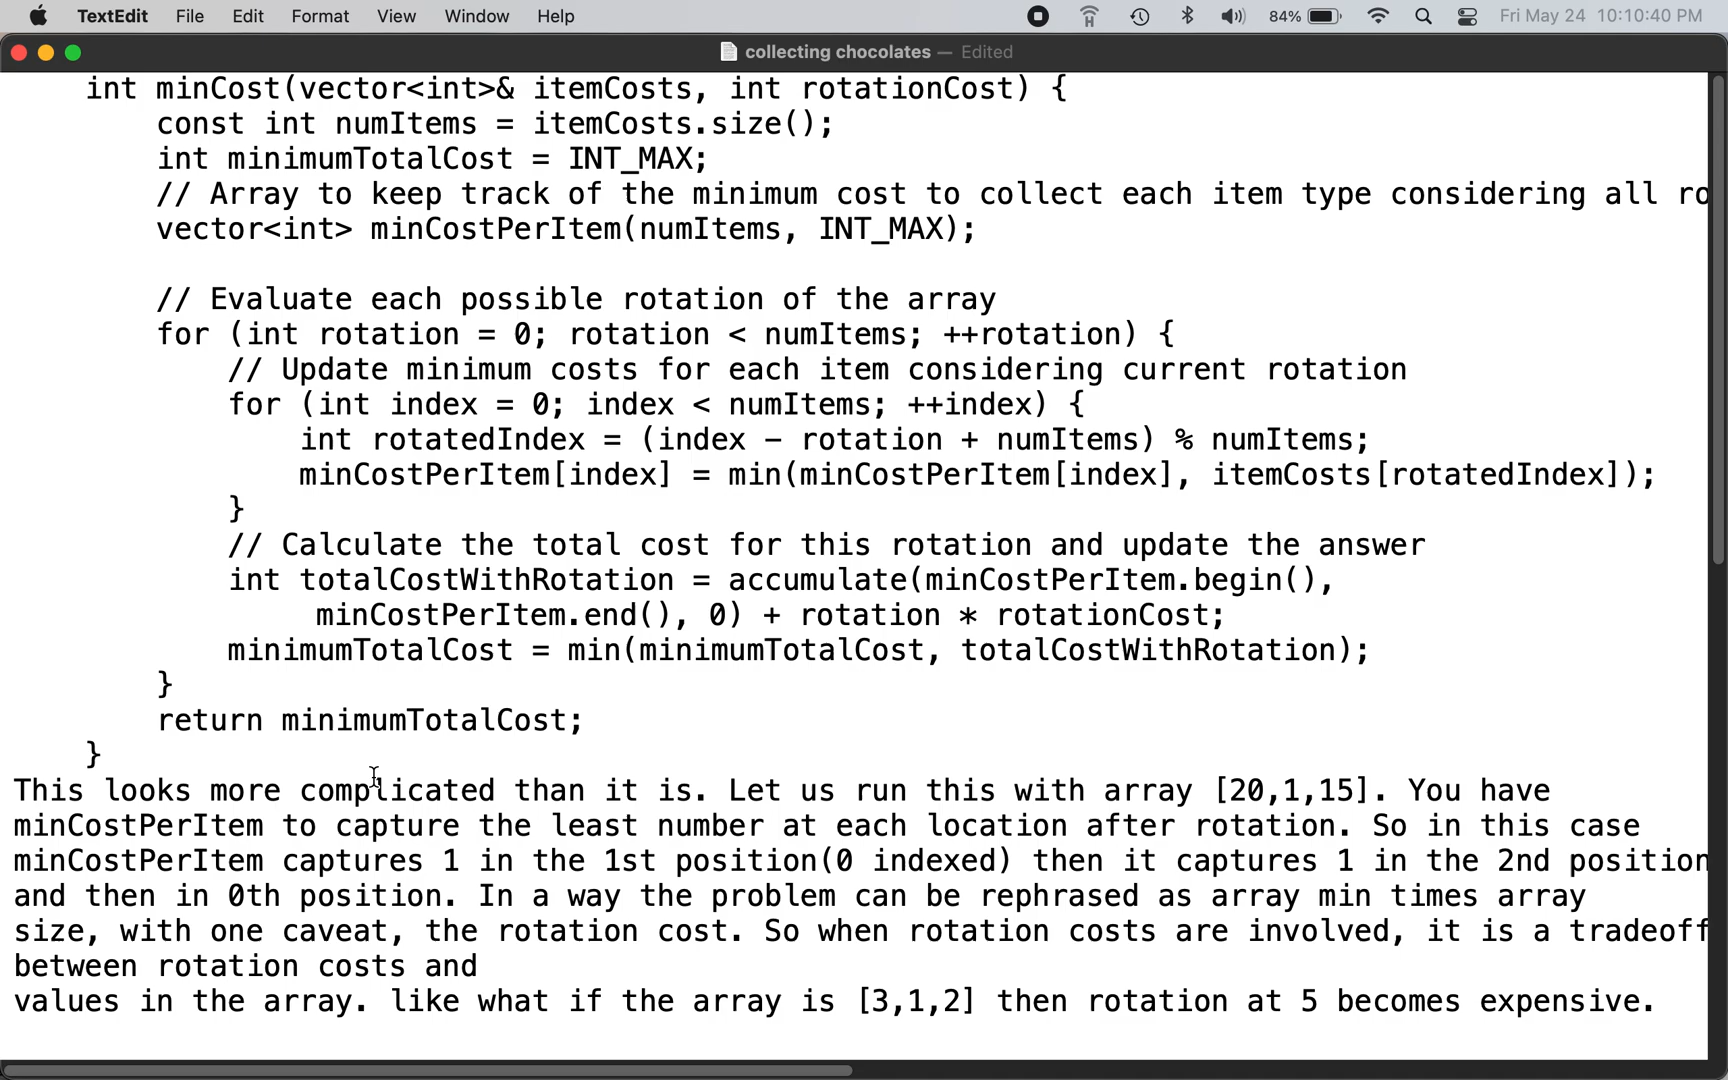 TextEdit File Edit Format View Window Help 84% Fri May 24 10:10:40 PM
collecting chocolates — Edited
int minCost(vector<int>& itemCosts, int rotationCost) {
const int numItems = itemCosts.size();
int minimumTotalCost = INT_MAX;
// Array to keep track of the minimum cost to collect each item type considering all ro
vector<int> minCostPerItem(numItems, INT_MAX);
// Evaluate each possible rotation of the array
for (int rotation = 0; rotation < numItems; ++rotation) {
// Update minimum costs for each item considering current rotation
for (int index = 0; index < numItems; ++index) {
int rotatedIndex = (index - rotation + numItems) % numItems;
minCostPerItem[index] = min(minCostPerItem[index], itemCosts[rotatedIndex]);
}
// Calculate the total cost for this rotation and update the answer
int totalCostWithRotation = accumulate(minCostPerItem.begin(),
minCostPerItem.end(), 0) + rotation * rotationCost;
minimumTotalCost = min(minimumTotalCost, totalCostWithRotation);
}
return minimumTotalCost;
}
This looks more complicated than it is. Let us run this with array [20,1,15]. You have
minCostPerItem to capture the least number at each location after rotation. So in this case
minCostPerItem captures 1 in the 1st position(0 indexed) then it captures 1 in the 2nd position
and then in 0th position. In a way the problem can be rephrased as array min times array
size, with one caveat, the rotation cost. So when rotation costs are involved, it is a tradeoff
between rotation costs and
values in the array. like what if the array is [3,1,2] then rotation at 5 becomes expensive.